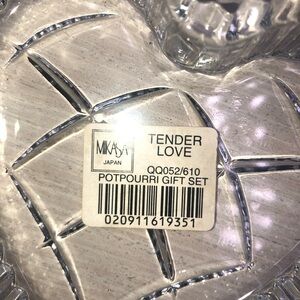 MIKASA
JAPAN
TENDER
LOVE
QQ052/610
POTPOURRI GIFT SET
020911619351